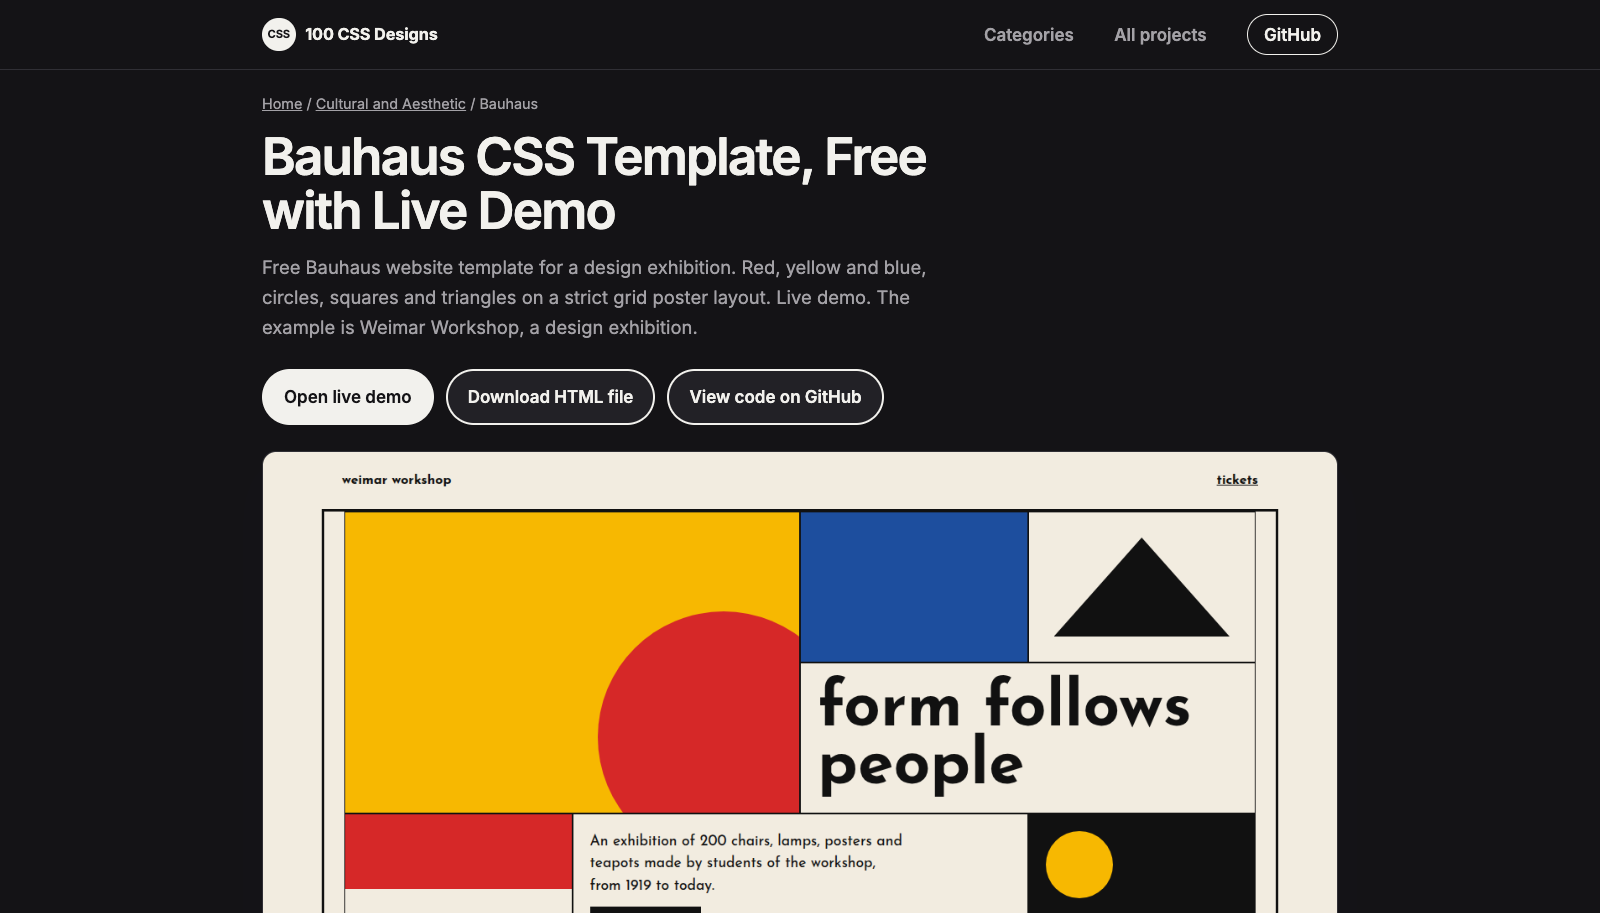 CSS 100 CSS Designs
Categories All projects GitHub
Home / Cultural and Aesthetic / Bauhaus
Bauhaus CSS Template, Free
with Live Demo
Free Bauhaus website template for a design exhibition. Red, yellow and blue,
circles, squares and triangles on a strict grid poster layout. Live demo. The
example is Weimar Workshop, a design exhibition.
Open live demo Download HTML file View code on GitHub
weimar workshop tickets
form follows
people
An exhibition of 200 chairs, lamps, posters and
teapots made by students of the workshop,
from 1919 to today.